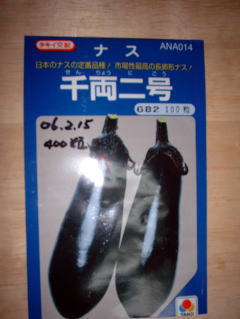 タキイ交配
ナス
ANA014
日本のナスの定番品種！市場性最高の長卵形ナス！
せんりょうにごう
千両二号
682 100粒
06.2.15
400粒
TAKII